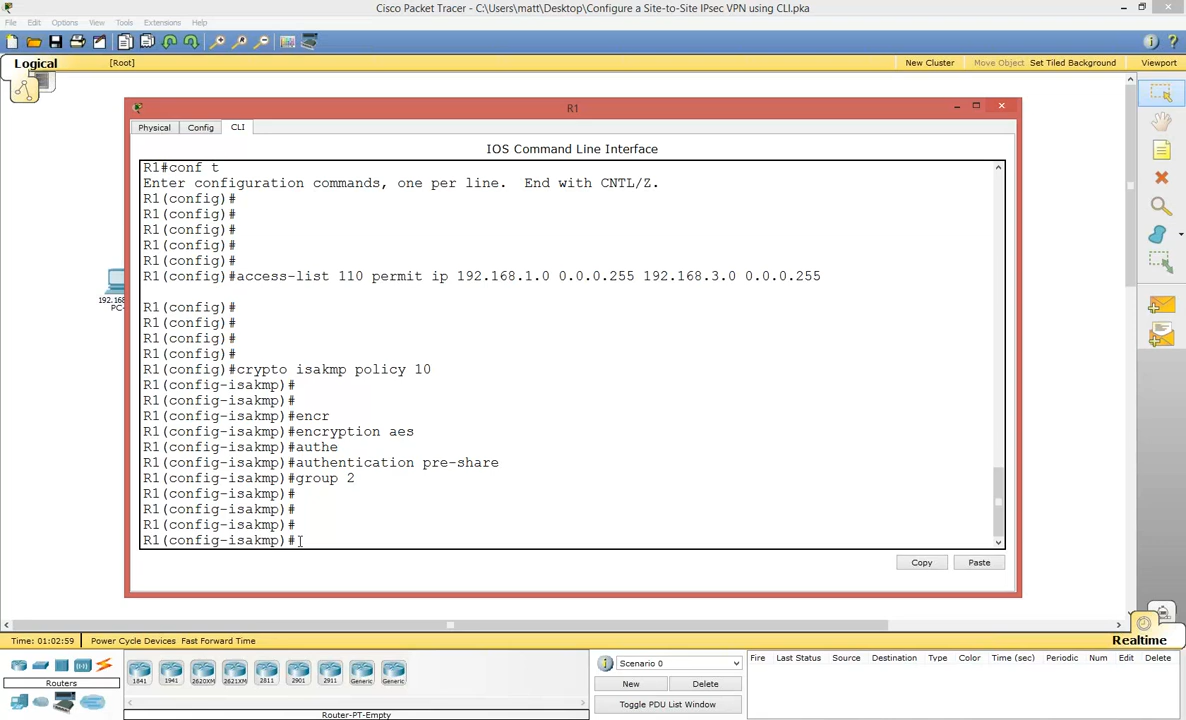 Cisco Packet Tracer - C:\Users\matt\Desktop\Configure a Site-to-Site IPsec VPN using CLI.pka
File Edit Options View Tools Extensions Help
Logical [Root] New Cluster Move Object Set Tiled Background Viewport
R1
Physical Config CLI
IOS Command Line Interface
R1#conf t
Enter configuration commands, one per line. End with CNTL/Z.
R1(config)#
R1(config)#
R1(config)#
R1(config)#
R1(config)#
R1(config)#access-list 110 permit ip 192.168.1.0 0.0.0.255 192.168.3.0 0.0.0.255
R1(config)#
R1(config)#
R1(config)#
R1(config)#
R1(config)#crypto isakmp policy 10
R1(config-isakmp)#
R1(config-isakmp)#
R1(config-isakmp)#encr
R1(config-isakmp)#encryption aes
R1(config-isakmp)#authe
R1(config-isakmp)#authentication pre-share
R1(config-isakmp)#group 2
R1(config-isakmp)#
R1(config-isakmp)#
R1(config-isakmp)#
R1(config-isakmp)#
192.168
PC-
Copy Paste
Time: 01:02:59 Power Cycle Devices Fast Forward Time
Realtime
Routers
1841 1941 2620XM 2621XM 2811 2901 2911 Generic Generic
Router-PT-Empty
Scenario 0
New Delete
Toggle PDU List Window
Fire Last Status Source Destination Type Color Time (sec) Periodic Num Edit Delete